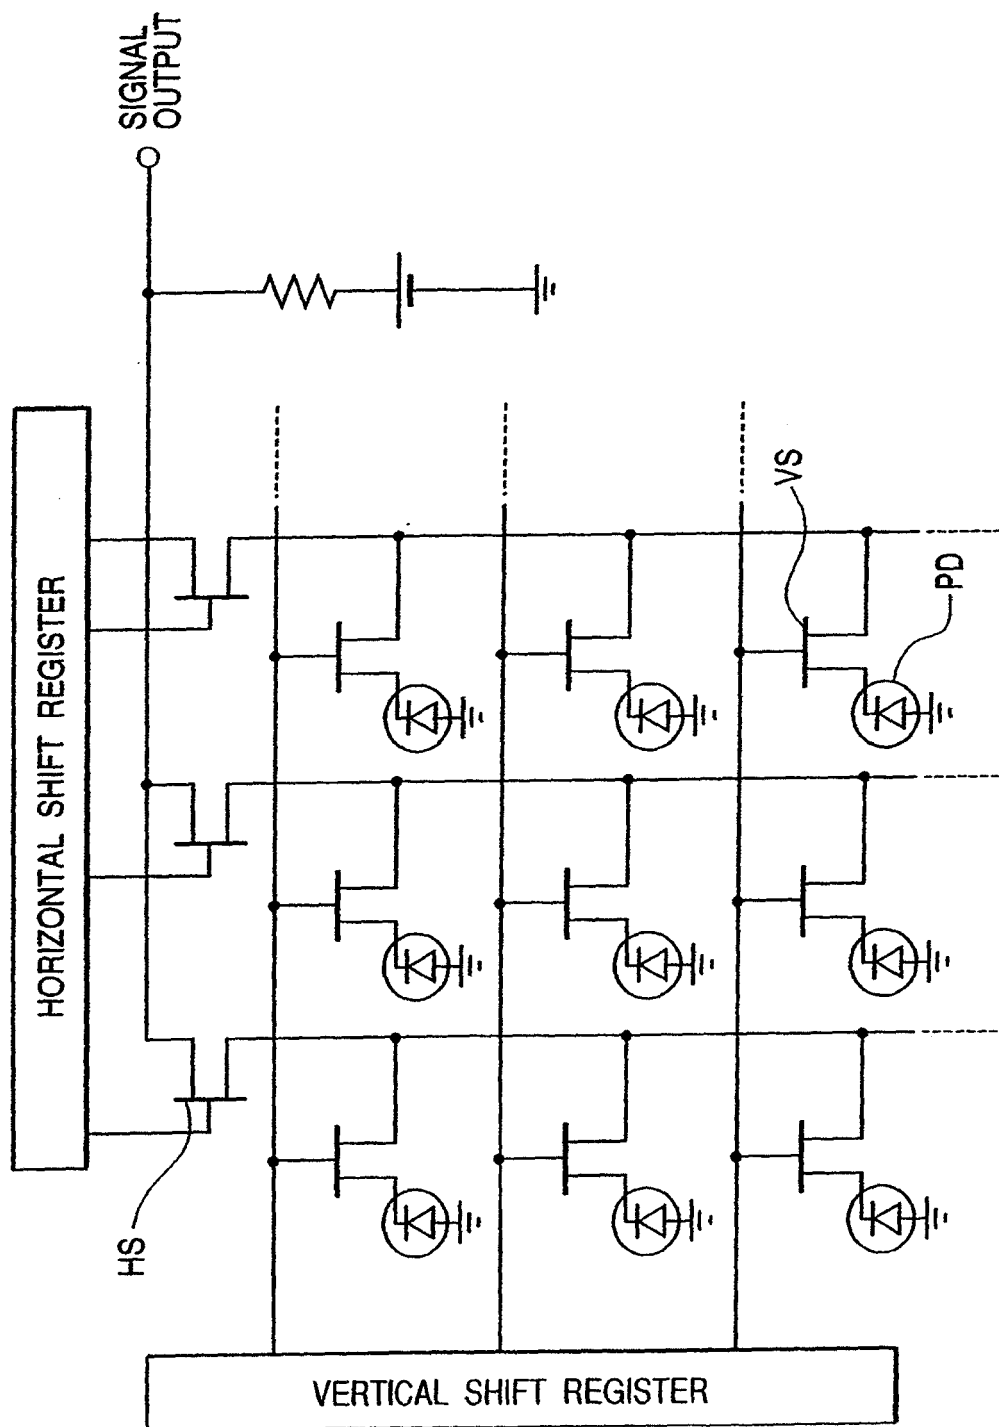 SIGNAL
OUTPUT
HORIZONTAL SHIFT REGISTER
HS
VS
PD
VERTICAL SHIFT REGISTER